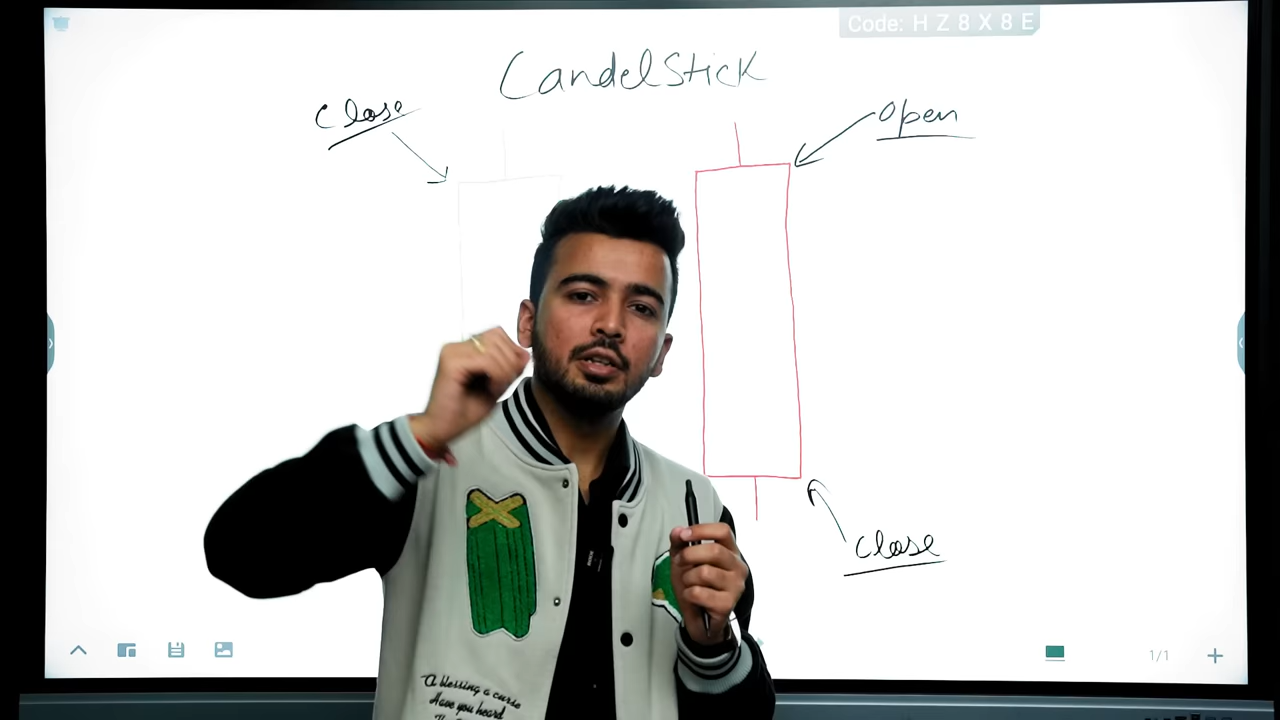 Code: H Z 8 X 8 E
CandelStick
Close
Open
Close
A blessing a curse
Have you heard
1/1